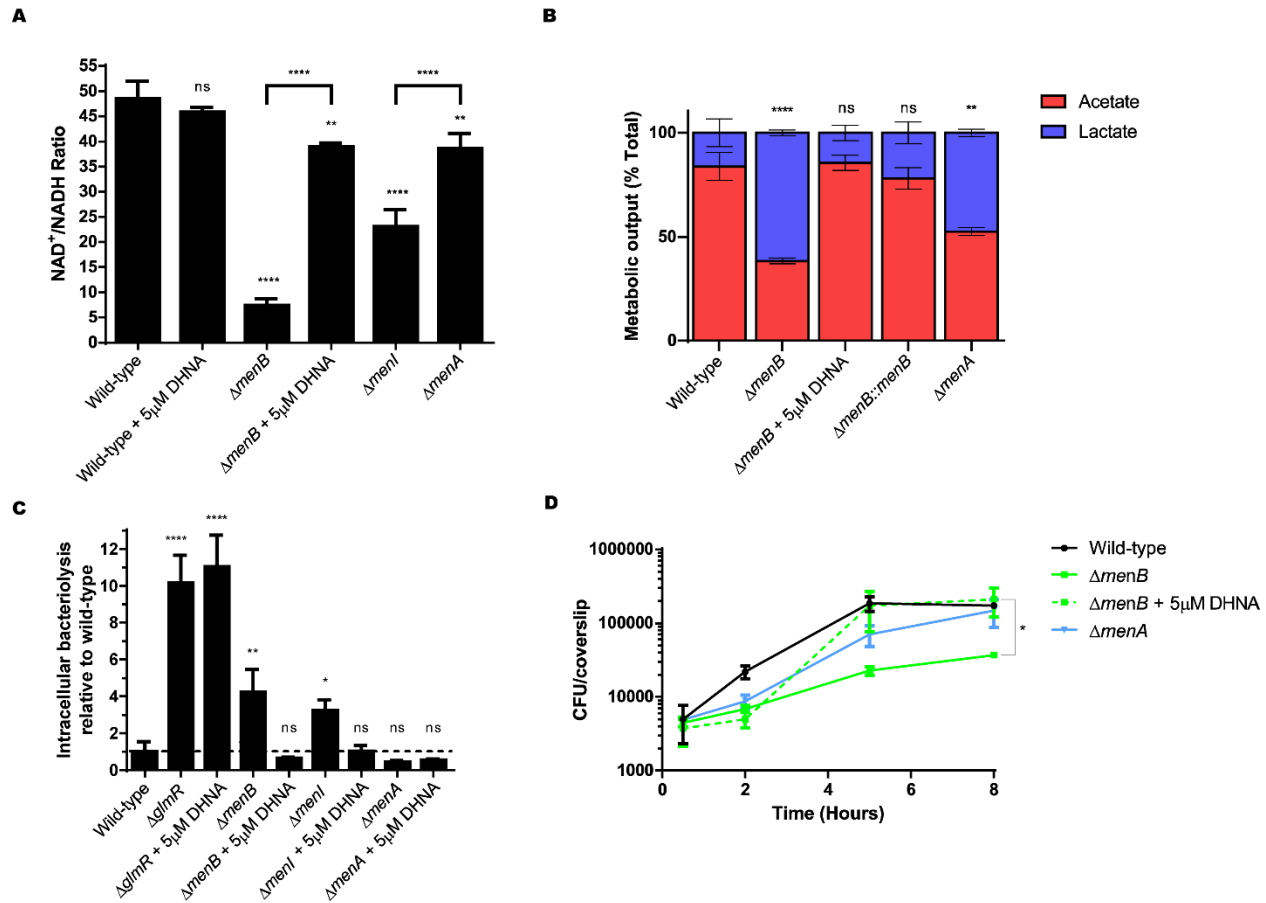 A
NAD⁺/NADH Ratio
55
50
45
40
35
30
25
20
15
10
5
0
ns
****
****
**
****
****
**
Wild-type
Wild-type + 5μM DHNA
ΔmenB
ΔmenB + 5μM DHNA
ΔmenI
ΔmenA
B
Metabolic output (% Total)
100
50
0
****
ns
ns
**
Wild-type
ΔmenB
ΔmenB + 5μM DHNA
ΔmenB::menB
ΔmenA
Acetate
Lactate
C
Intracellular bacteriolysis
relative to wild-type
12
10
8
6
4
2
0
****
****
**
ns
*
ns
ns
ns
Wild-type
ΔglmR
ΔglmR + 5μM DHNA
ΔmenB
ΔmenB + 5μM DHNA
ΔmenI
ΔmenI + 5μM DHNA
ΔmenA
ΔmenA + 5μM DHNA
D
CFU/coverslip
1000000
100000
10000
1000
0
2
4
6
8
Time (Hours)
*
Wild-type
ΔmenB
ΔmenB + 5μM DHNA
ΔmenA